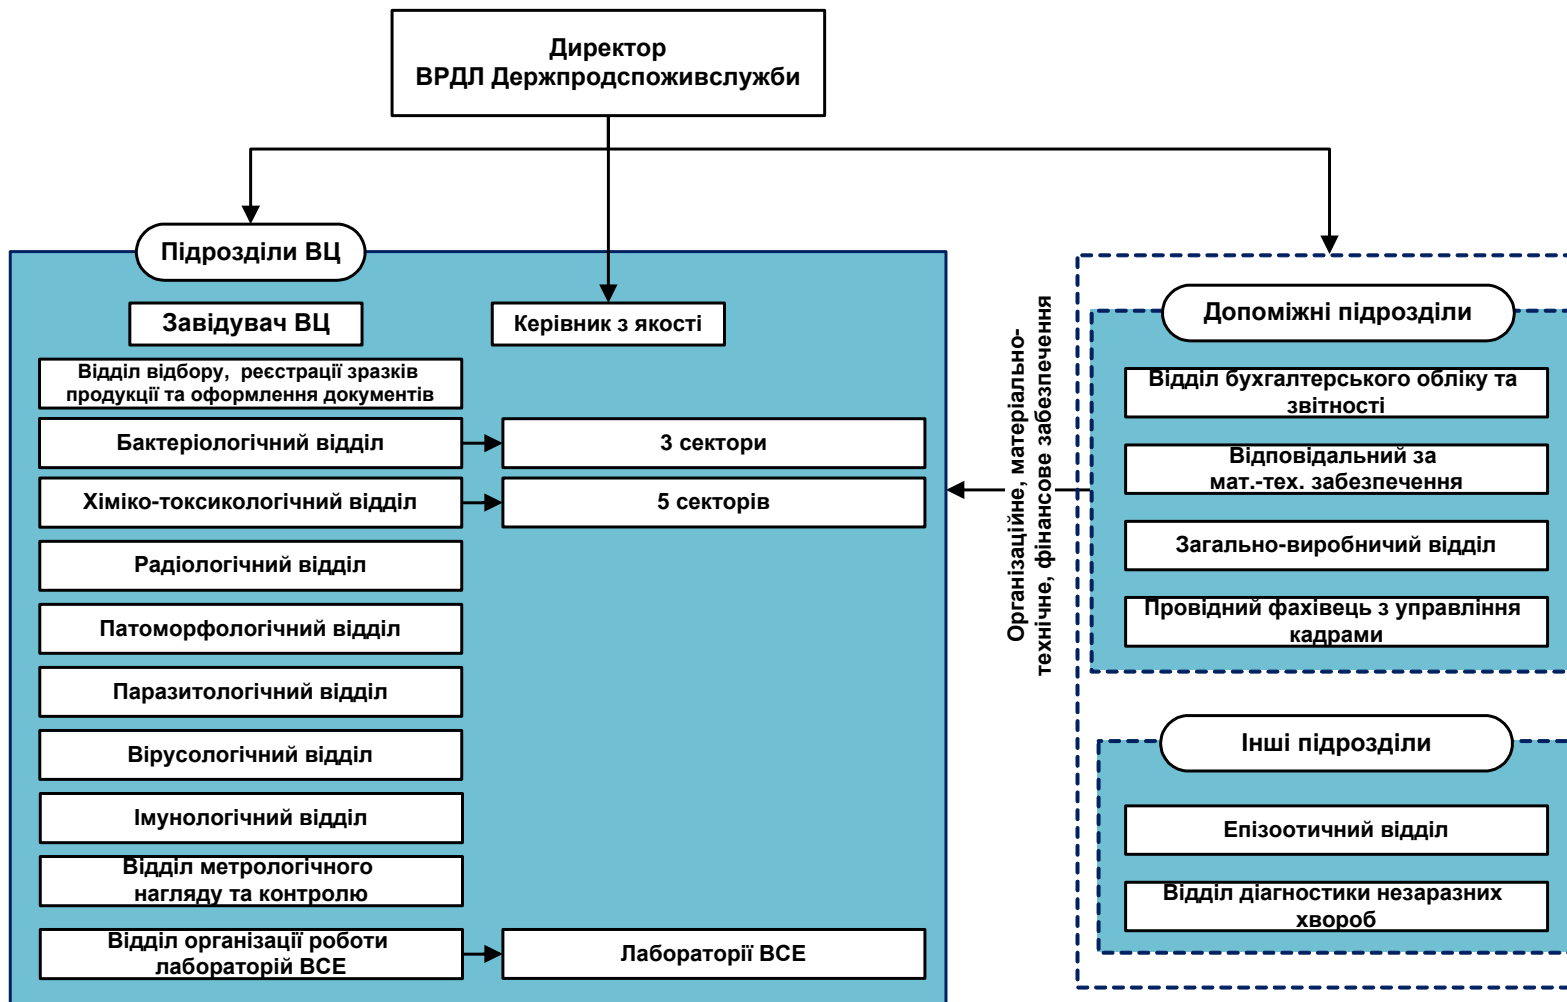 Директор
ВРДЛ Держпродспоживслужби
Підрозділи ВЦ
Завідувач ВЦ
Керівник з якості
Відділ відбору, реєстрації зразків
продукції та оформлення документів
Бактеріологічний відділ
3 сектори
Хіміко-токсикологічний відділ
5 секторів
Радіологічний відділ
Патоморфологічний відділ
Паразитологічний відділ
Вірусологічний відділ
Імунологічний відділ
Відділ метрологічного
нагляду та контролю
Відділ організації роботи
лабораторій ВСЕ
Лабораторії ВСЕ
Організаційне, матеріально-
технічне, фінансове забезпечення
Допоміжні підрозділи
Відділ бухгалтерського обліку та
звітності
Відповідальний за
мат.-тех. забезпечення
Загально-виробничий відділ
Провідний фахівець з управління
кадрами
Інші підрозділи
Епізоотичний відділ
Відділ діагностики незаразних
хвороб